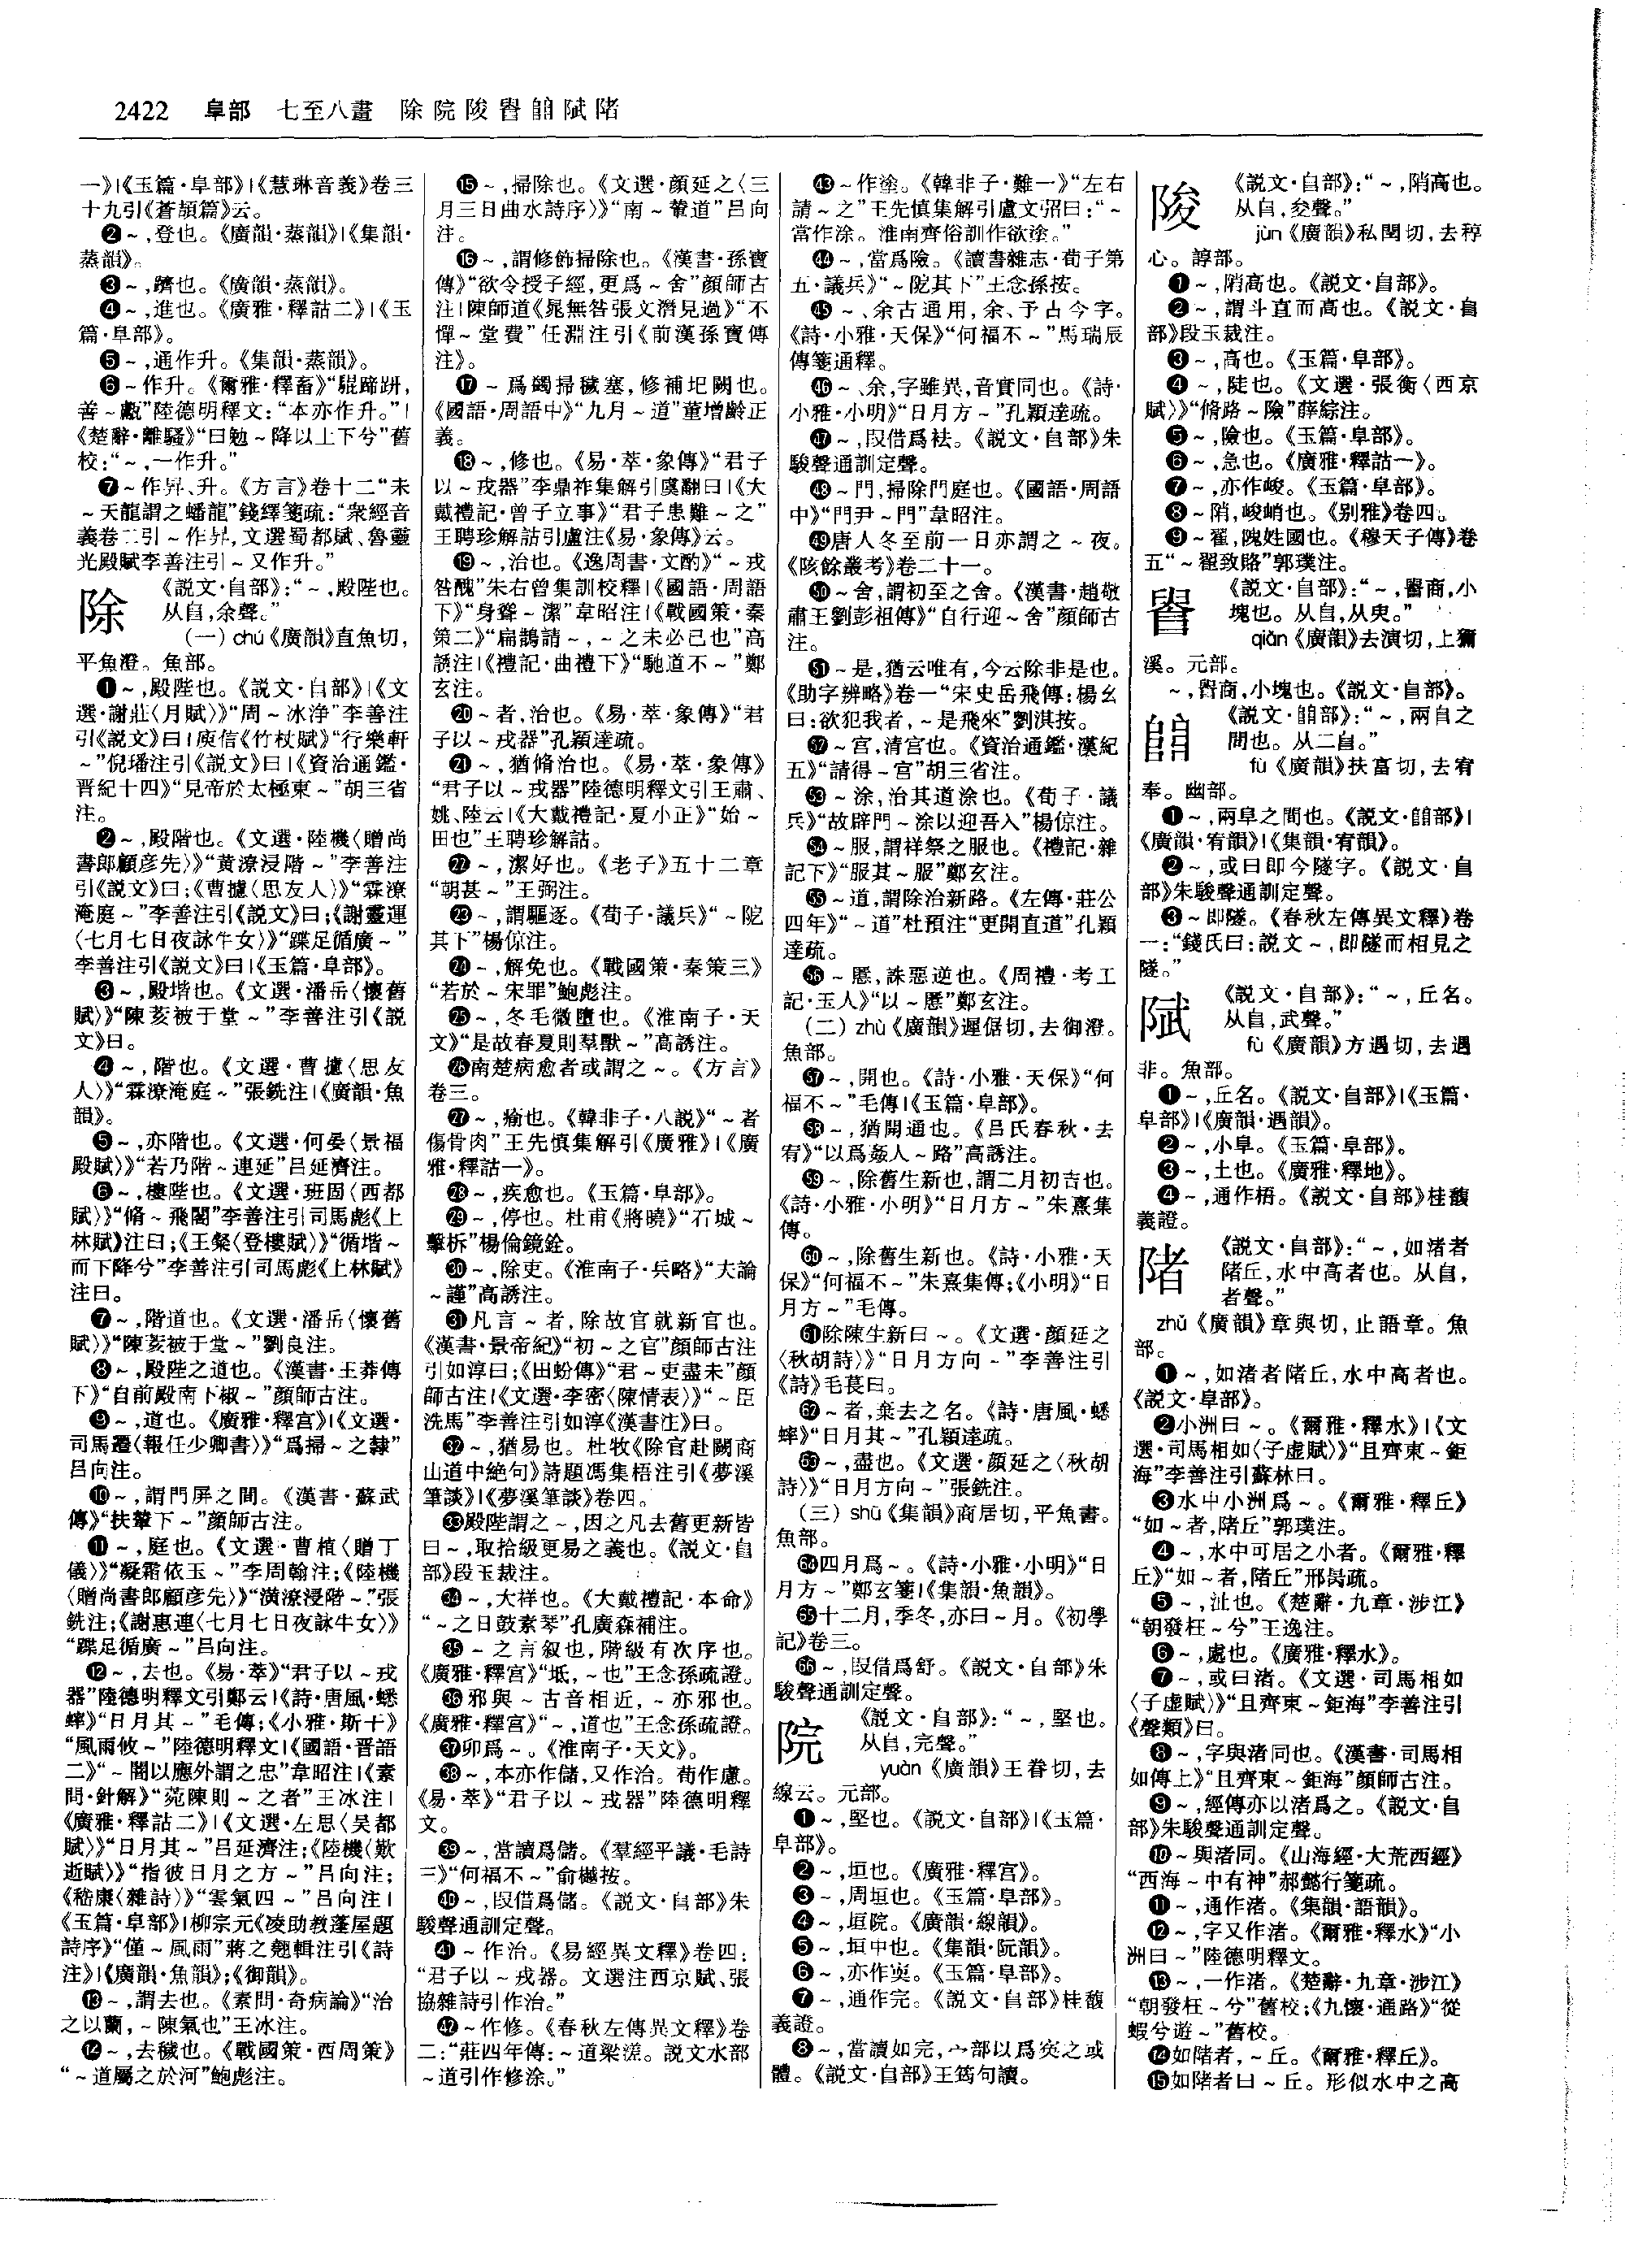 2422 阜部 七至八畫 除院陖𨺅𨺔陚陼
一》|《玉篇·阜部》|《慧琳音義》卷三
十九引《蒼頡篇》云。
❷~,登也。《廣韻·蒸韻》|《集韻·
蒸韻》。
❸~,躋也。《廣韻·蒸韻》。
❹~,進也。《廣雅·釋詁二》|《玉
篇·阜部》。
❺~,通作升。《集韻·蒸韻》。
❻~作升。《爾雅·釋畜》“騉蹄趼,
善~甗”陸德明釋文:“本亦作升。”|
《楚辭·離騷》“曰勉~降以上下兮”舊
校:“~,一作升。”
❼~作昇、升。《方言》卷十二“未
~天龍謂之蟠龍”錢繹箋疏:“衆經音
義卷二引~作昇,文選蜀都賦、魯靈
光殿賦李善注引~又作升。”
除
《説文·𨸏部》:“~,殿陛也。
从𨸏,余聲。”
(一) chú《廣韻》直魚切,
平魚澄。魚部。
❶~,殿陛也。《説文·𨸏部》|《文
選·謝莊〈月賦〉》“周~冰浄”李善注
引《説文》曰|庾信《竹杖賦》“行樂軒
~”倪璠注引《説文》曰|《資治通鑑·
晋紀十四》“見帝於太極東~”胡三省
注。
❷~,殿階也。《文選·陸機〈贈尚
書郎顧彦先〉》“黄潦浸階~”李善注
引《説文》曰;《曹攄〈思友人〉》“霖潦
淹庭~”李善注引《説文》曰;《謝靈運
〈七月七日夜詠牛女〉》“蹀足循廣~”
李善注引《説文》曰|《玉篇·阜部》。
❸~,殿堦也。《文選·潘岳〈懷舊
賦〉》“陳荄被于堂~”李善注引《説
文》曰。
❹~,階也。《文選·曹攄〈思友
人〉》“霖潦淹庭~”張銑注|《廣韻·魚
韻》。
❺~,亦階也。《文選·何晏〈景福
殿賦〉》“若乃階~連延”吕延濟注。
❻~,樓陛也。《文選·班固〈西都
賦〉》“脩~飛閣”李善注引司馬彪《上
林賦》注曰;《王粲〈登樓賦〉》“循堦~
而下降兮”李善注引司馬彪《上林賦》
注曰。
❼~,階道也。《文選·潘岳〈懷舊
賦〉》“陳荄被于堂~”劉良注。
❽~,殿陛之道也。《漢書·王莽傳
下》“自前殿南下椒~”顔師古注。
❾~,道也。《廣雅·釋宫》|《文選·
司馬遷〈報任少卿書〉》“爲掃~之隸”
吕向注。
❿~,謂門屏之間。《漢書·蘇武
傳》“扶輦下~”顔師古注。
⓫~,庭也。《文選·曹植〈贈丁
儀〉》“凝霜依玉~”李周翰注;《陸機
〈贈尚書郎顧彦先〉》“潢潦浸階~”張
銑注;《謝惠連〈七月七日夜詠牛女〉》
“蹀足循廣~”吕向注。
⓬~,去也。《易·萃》“君子以~戎
器”陸德明釋文引鄭云|《詩·唐風·蟋
蟀》“日月其~”毛傳;《小雅·斯干》
“風雨攸~”陸德明釋文|《國語·晋語
二》“~闇以應外謂之忠”韋昭注|《素
問·針解》“菀陳則~之者”王冰注|
《廣雅·釋詁二》|《文選·左思〈吴都
賦〉》“日月其~”吕延濟注;《陸機〈歎
逝賦〉》“指彼日月之方~”吕向注;
《嵇康〈雜詩〉》“雲氣四~”吕向注|
《玉篇·阜部》|柳宗元《凌助教蓬屋題
詩序》“僅~風雨”蔣之翹輯注引《詩
注》|《廣韻·魚韻》;《御韻》。
⓭~,謂去也。《素問·奇病論》“治
之以蘭,~陳氣也”王冰注。
⓮~,去穢也。《戰國策·西周策》
“~道屬之於河”鮑彪注。
⓯~,掃除也。《文選·顔延之〈三
月三日曲水詩序〉》“南~輦道”吕向
注。
⓰~,謂修飾掃除也。《漢書·孫寶
傳》“欲令授子經,更爲~舍”顔師古
注|陳師道《晁無咎張文潛見過》“不
憚~堂費”任淵注引《前漢孫寶傳
注》。
⓱~爲蠲掃穢塞,修補圯闕也。
《國語·周語中》“九月~道”董增齡正
義。
⓲~,修也。《易·萃·象傳》“君子
以~戎器”李鼎祚集解引虞翻曰|《大
戴禮記·曾子立事》“君子患難~之”
王聘珍解詁引盧注《易·象傳》云。
⓳~,治也。《逸周書·文酌》“~戎
咎醜”朱右曾集訓校釋|《國語·周語
下》“身聳~潔”韋昭注|《戰國策·秦
策二》“扁鵲請~,~之未必已也”高
誘注|《禮記·曲禮下》“馳道不~”鄭
玄注。
⓴~者,治也。《易·萃·象傳》“君
子以~戎器”孔穎達疏。
㉑~,猶脩治也。《易·萃·象傳》
“君子以~戎器”陸德明釋文引王肅、
姚、陸云|《大戴禮記·夏小正》“始~
田也”王聘珍解詁。
㉒~,潔好也。《老子》五十二章
“朝甚~”王弼注。
㉓~,謂驅逐。《荀子·議兵》“~阸
其下”楊倞注。
㉔~,解免也。《戰國策·秦策三》
“若於~宋罪”鮑彪注。
㉕~,冬毛微墮也。《淮南子·天
文》“是故春夏則羣獸~”高誘注。
㉖南楚病愈者或謂之~。《方言》
卷三。
㉗~,瘉也。《韓非子·八説》“~者
傷骨肉”王先慎集解引《廣雅》|《廣
雅·釋詁一》。
㉘~,疾愈也。《玉篇·阜部》。
㉙~,停也。杜甫《將曉》“石城~
擊柝”楊倫鏡銓。
㉚~,除吏。《淮南子·兵略》“大論
~謹”高誘注。
㉛凡言~者,除故官就新官也。
《漢書·景帝紀》“初~之官”顔師古注
引如淳曰;《田蚡傳》“君~吏盡未”顔
師古注|《文選·李密〈陳情表〉》“~臣
洗馬”李善注引如淳《漢書注》曰。
㉜~,猶易也。杜牧《除官赴闕商
山道中絶句》詩題馮集梧注引《夢溪
筆談》|《夢溪筆談》卷四。
㉝殿陛謂之~,因之凡去舊更新皆
曰~,取拾級更易之義也。《説文·𨸏
部》段玉裁注。
㉞~,大祥也。《大戴禮記·本命》
“~之日鼓素琴”孔廣森補注。
㉟~之言叙也,階級有次序也。
《廣雅·釋宫》“坻,~也”王念孫疏證。
㊱邪與~古音相近,~亦邪也。
《廣雅·釋宫》“~,道也”王念孫疏證。
㊲卯爲~。《淮南子·天文》。
㊳~,本亦作儲,又作治。荀作慮。
《易·萃》“君子以~戎器”陸德明釋
文。
㊴~,當讀爲儲。《羣經平議·毛詩
三》“何福不~”俞樾按。
㊵~,叚借爲儲。《説文·𨸏部》朱
駿聲通訓定聲。
㊶~作治。《易經異文釋》卷四:
“君子以~戎器。文選注西京賦、張
協雜詩引作治。”
㊷~作修。《春秋左傳異文釋》卷
二:“莊四年傳:~道梁溠。説文水部
~道引作修涂。”
㊸~作塗。《韓非子·難一》“左右
請~之”王先慎集解引盧文弨曰:“~
當作涂。淮南齊俗訓作欲塗。”
㊹~,當爲險。《讀書雜志·荀子第
五·議兵》“~阸其下”王念孫按。
㊺~、余古通用,余、予古今字。
《詩·小雅·天保》“何福不~”馬瑞辰
傳箋通釋。
㊻~、余,字雖異,音實同也。《詩·
小雅·小明》“日月方~”孔穎達疏。
㊼~,叚借爲袪。《説文·𨸏部》朱
駿聲通訓定聲。
㊽~門,掃除門庭也。《國語·周語
中》“門尹~門”韋昭注。
㊾唐人冬至前一日亦謂之~夜。
《陔餘叢考》卷二十一。
㊿~舍,謂初至之舍。《漢書·趙敬
肅王劉彭祖傳》“自行迎~舍”顔師古
注。
51~是,猶云唯有,今云除非是也。
《助字辨略》卷一“宋史岳飛傳:楊幺
曰:欲犯我者,~是飛來”劉淇按。
52~宫,清宫也。《資治通鑑·漢紀
五》“請得~宫”胡三省注。
53~涂,治其道涂也。《荀子·議
兵》“故辟門~涂以迎吾入”楊倞注。
54~服,謂祥祭之服也。《禮記·雜
記下》“服其~服”鄭玄注。
55~道,謂除治新路。《左傳·莊公
四年》“~道”杜預注“更開直道”孔穎
達疏。
56~慝,誅惡逆也。《周禮·考工
記·玉人》“以~慝”鄭玄注。
(二) zhù《廣韻》遲倨切,去御澄。
魚部。
57~,開也。《詩·小雅·天保》“何
福不~”毛傳|《玉篇·阜部》。
58~,猶開通也。《吕氏春秋·去
宥》“以爲姦人~路”高誘注。
59~,除舊生新也,謂二月初吉也。
《詩·小雅·小明》“日月方~”朱熹集
傳。
60~,除舊生新也。《詩·小雅·天
保》“何福不~”朱熹集傳;《小明》“日
月方~”毛傳。
61除陳生新曰~。《文選·顔延之
〈秋胡詩〉》“日月方向~”李善注引
《詩》毛萇曰。
62~者,棄去之名。《詩·唐風·蟋
蟀》“日月其~”孔穎達疏。
63~,盡也。《文選·顔延之〈秋胡
詩〉》“日月方向~”張銑注。
(三) shū《集韻》商居切,平魚書。
魚部。
64四月爲~。《詩·小雅·小明》“日
月方~”鄭玄箋|《集韻·魚韻》。
65十二月,季冬,亦曰~月。《初學
記》卷三。
66~,叚借爲舒。《説文·𨸏部》朱
駿聲通訓定聲。
院
《説文·𨸏部》:“~,堅也。
从𨸏,完聲。”
yuàn《廣韻》王眷切,去
線云。元部。
❶~,堅也。《説文·𨸏部》|《玉篇·
阜部》。
❷~,垣也。《廣雅·釋宫》。
❸~,周垣也。《玉篇·阜部》。
❹~,垣院。《廣韻·線韻》。
❺~,垣中也。《集韻·阮韻》。
❻~,亦作寏。《玉篇·阜部》。
❼~,通作完。《説文·𨸏部》桂馥
義證。
❽~,當讀如完,宀部以爲寏之或
體。《説文·𨸏部》王筠句讀。
陖
《説文·𨸏部》:“~,陗高也。
从𨸏,夋聲。”
jùn《廣韻》私閏切,去稕
心。諄部。
❶~,陗高也。《説文·𨸏部》。
❷~,謂斗直而高也。《説文·𨸏
部》段玉裁注。
❸~,高也。《玉篇·阜部》。
❹~,陡也。《文選·張衡〈西京
賦〉》“脩路~險”薛綜注。
❺~,險也。《玉篇·阜部》。
❻~,急也。《廣雅·釋詁一》。
❼~,亦作峻。《玉篇·阜部》。
❽~陗,峻峭也。《别雅》卷四。
❾~翟,隗姓國也。《穆天子傳》卷
五“~翟致賂”郭璞注。
《説文·𨸏部》:“~,㫻商,小
塊也。从𨸏,从臾。”
qiǎn《廣韻》去演切,上獮
溪。元部。
~,㫻商,小塊也。《説文·𨸏部》。
《説文·𨺅部》:“~,兩𨸏之
間也。从二𨸏。”
fù《廣韻》扶富切,去宥
奉。幽部。
❶~,兩阜之間也。《説文·𨺅部》|
《廣韻·宥韻》|《集韻·宥韻》。
❷~,或曰即今隧字。《説文·𨸏
部》朱駿聲通訓定聲。
❸~即隧。《春秋左傳異文釋》卷
一:“錢氏曰:説文~,即隧而相見之
隧。”
陚
《説文·𨸏部》:“~,丘名。
从𨸏,武聲。”
fù《廣韻》方遇切,去遇
非。魚部。
❶~,丘名。《説文·𨸏部》|《玉篇·
阜部》|《廣韻·遇韻》。
❷~,小阜。《玉篇·阜部》。
❸~,土也。《廣雅·釋地》。
❹~,通作梧。《説文·𨸏部》桂馥
義證。
陼
《説文·𨸏部》:“~,如渚者
陼丘,水中高者也。从𨸏,
者聲。”
zhǔ《廣韻》章與切,上語章。魚
部。
❶~,如渚者陼丘,水中高者也。
《説文·阜部》。
❷小洲曰~。《爾雅·釋水》|《文
選·司馬相如〈子虚賦〉》“且齊東~鉅
海”李善注引蘇林曰。
❸水中小洲爲~。《爾雅·釋丘》
“如~者,陼丘”郭璞注。
❹~,水中可居之小者。《爾雅·釋
丘》“如~者,陼丘”邢昺疏。
❺~,沚也。《楚辭·九章·涉江》
“朝發枉~兮”王逸注。
❻~,處也。《廣雅·釋水》。
❼~,或曰渚。《文選·司馬相如
〈子虚賦〉》“且齊東~鉅海”李善注引
《聲類》曰。
❽~,字與渚同也。《漢書·司馬相
如傳上》“且齊東~鉅海”顔師古注。
❾~,經傳亦以渚爲之。《説文·𨸏
部》朱駿聲通訓定聲。
❿~與渚同。《山海經·大荒西經》
“西海~中有神”郝懿行箋疏。
⓫~,通作渚。《集韻·語韻》。
⓬~,字又作渚。《爾雅·釋水》“小
洲曰~”陸德明釋文。
⓭~,一作渚。《楚辭·九章·涉江》
“朝發枉~兮”舊校;《九懷·通路》“從
蝦兮遊~”舊校。
⓮如陼者,~丘。《爾雅·釋丘》。
⓯如陼者曰~丘。形似水中之高